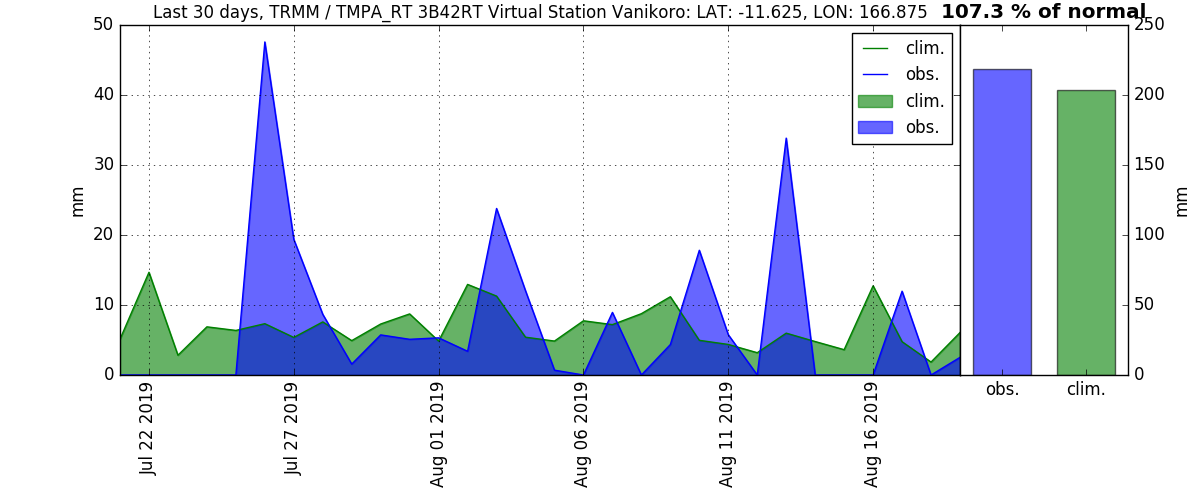 Last 30 days, TRMM / TMPA_RT 3B42RT Virtual Station Vanikoro: LAT: -11.625, LON: 166.875 107.3 % of normal
50
40
30
20
10
0
mm
clim.
obs.
clim.
obs.
250
200
150
100
50
0
mm
Jul 22 2019
Jul 27 2019
Aug 01 2019
Aug 06 2019
Aug 11 2019
Aug 16 2019
obs.
clim.